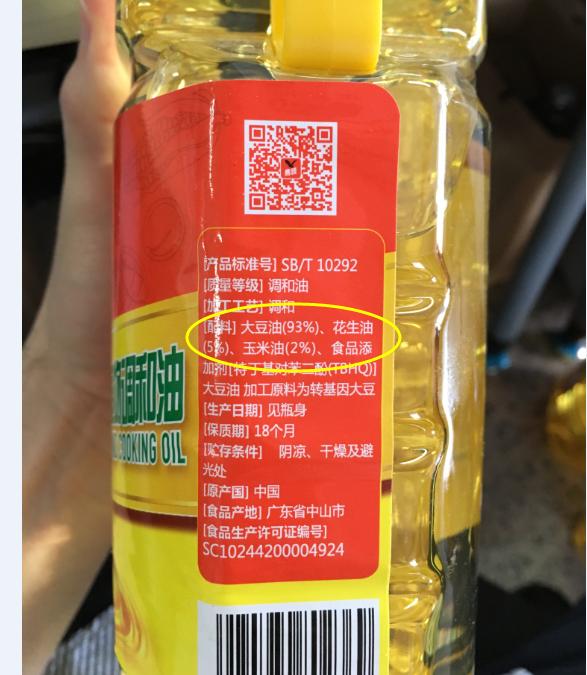 [产品标准号] SB/T 10292
[质量等级] 调和油
[加工工艺] 调和
[配料] 大豆油(93%)、花生油
(5%)、玉米油(2%)、食品添
加剂[特丁基对苯二酚(TBHQ)]
大豆油 加工原料为转基因大豆
[生产日期] 见瓶身
[保质期] 18个月
[贮存条件] 阴凉、干燥及避
光处
[原产国] 中国
[食品产地] 广东省中山市
[食品生产许可证编号]
SC10244200004924
调和油
COOKING OIL